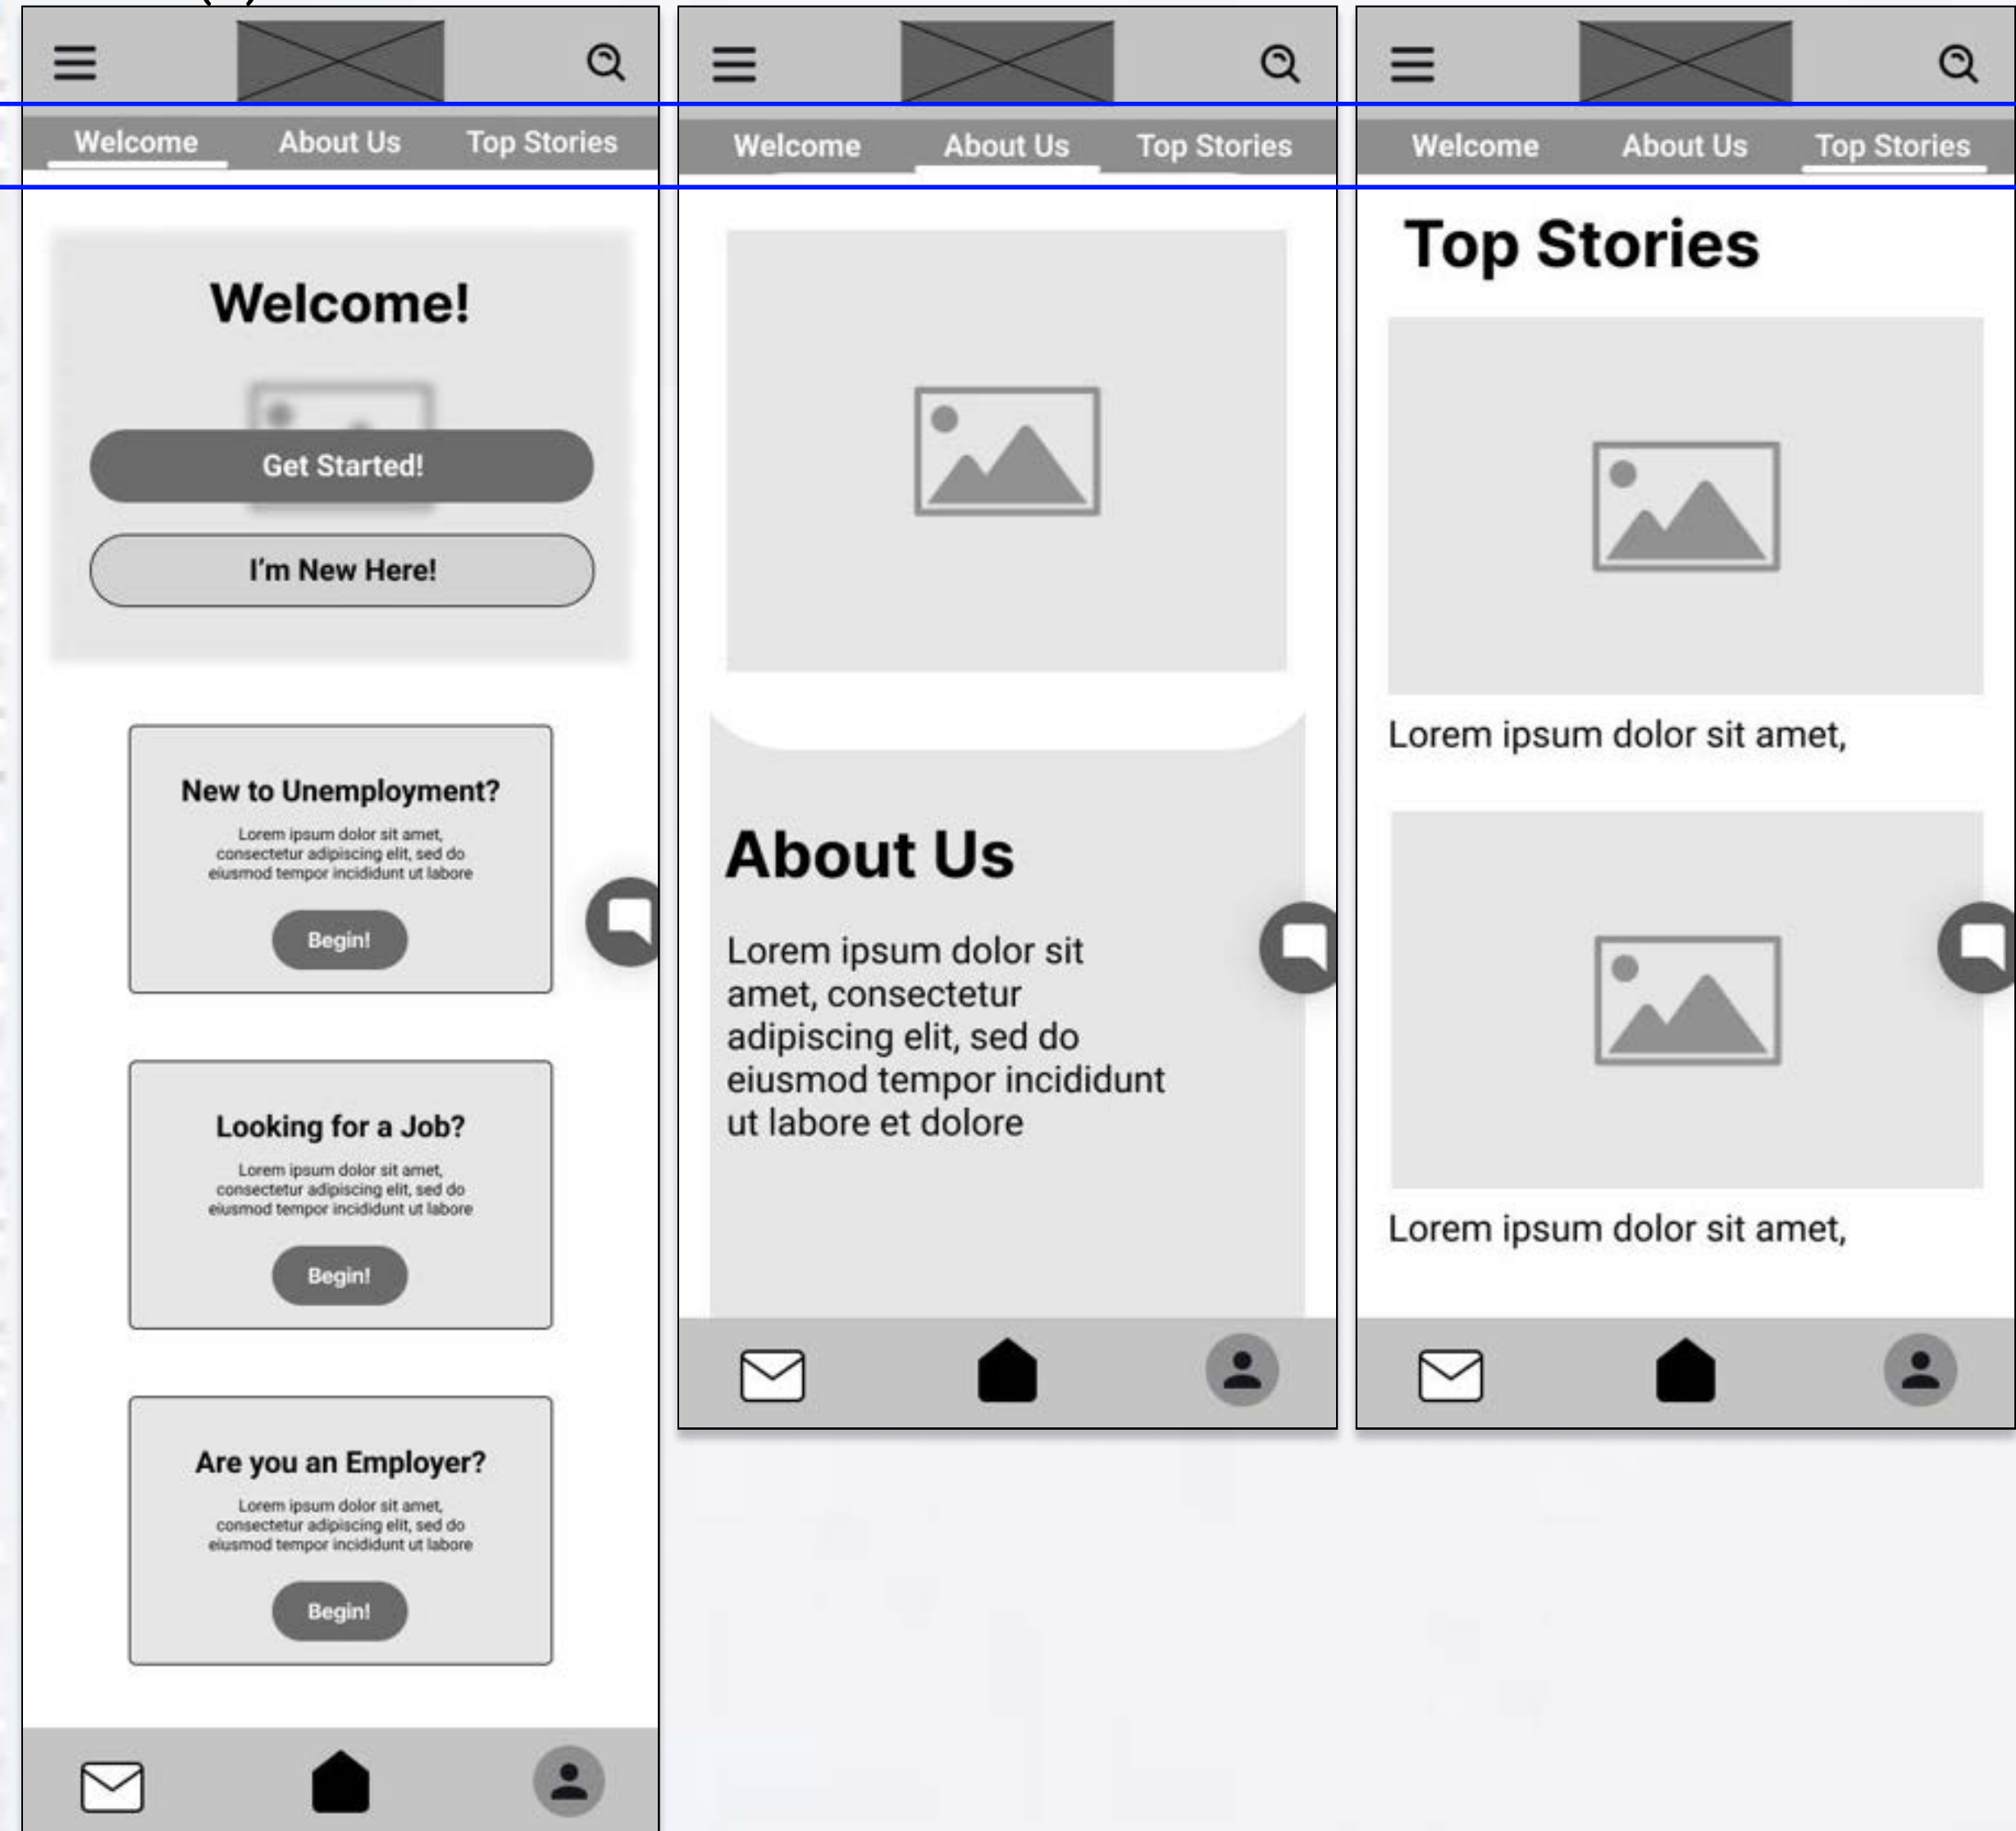 Welcome About Us Top Stories
Welcome!
Get Started!
I'm New Here!
New to Unemployment?
Lorem ipsum dolor sit amet,
consectetur adipiscing elit, sed do
eiusmod tempor incididunt ut labore
Begin!
Looking for a Job?
Lorem ipsum dolor sit amet,
consectetur adipiscing elit, sed do
eiusmod tempor incididunt ut labore
Begin!
Are you an Employer?
Lorem ipsum dolor sit amet,
consectetur adipiscing elit, sed do
eiusmod tempor incididunt ut labore
Begin!
Welcome About Us Top Stories
About Us
Lorem ipsum dolor sit
amet, consectetur
adipiscing elit, sed do
eiusmod tempor incididunt
ut labore et dolore
Welcome About Us Top Stories
Top Stories
Lorem ipsum dolor sit amet,
Lorem ipsum dolor sit amet,